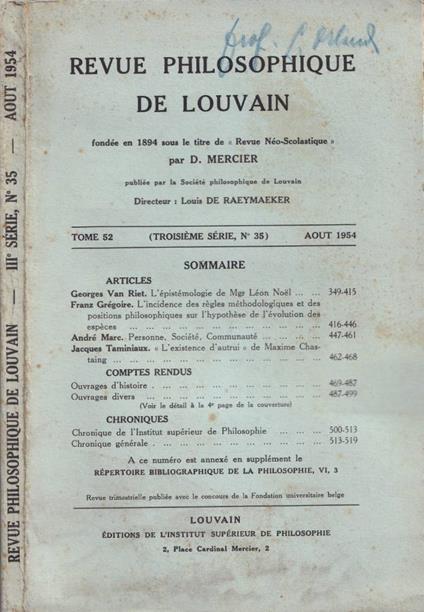 REVUE PHILOSOPHIQUE DE LOUVAIN — IIIe SÉRIE, N° 35 — AOUT 1954
prof.
REVUE PHILOSOPHIQUE
DE LOUVAIN
fondée en 1894 sous le titre de « Revue Néo-Scolastique »
par D. MERCIER
publiée par la Société philosophique de Louvain
Directeur : Louis DE RAEYMAEKER
TOME 52 (TROISIÈME SÉRIE, N° 35) AOUT 1954
SOMMAIRE
ARTICLES
Georges Van Riet. L'épistémologie de Mgr Léon Noël ... ... 349-415
Franz Grégoire. L'incidence des règles méthodologiques et des
positions philosophiques sur l'hypothèse de l'évolution des
espèces ... ... ... ... ... ... ... ... ... ... ... ... ... 416-446
André Marc. Personne, Société, Communauté ... ... ... ... 447-461
Jacques Taminiaux. « L'existence d'autrui » de Maxime Chas-
taing ... ... ... ... ... ... ... ... ... ... ... ... ... ... 462-468
COMPTES RENDUS
Ouvrages d'histoire . ... ... ... ... ... ... ... ... ... ... 469-487
Ouvrages divers ... ... ... ... ... ... ... ... ... ... ... 487-499
(Voir le détail à la 4e page de la couverture)
CHRONIQUES
Chronique de l'Institut supérieur de Philosophie ... ... ... 500-513
Chronique générale . ... ... ... ... ... ... ... ... ... ... 513-519
A ce numéro est annexé en supplément le
RÉPERTOIRE BIBLIOGRAPHIQUE DE LA PHILOSOPHIE, VI, 3
Revue trimestrielle publiée avec le concours de la Fondation universitaire belge
LOUVAIN
ÉDITIONS DE L'INSTITUT SUPÉRIEUR DE PHILOSOPHIE
2, Place Cardinal Mercier, 2